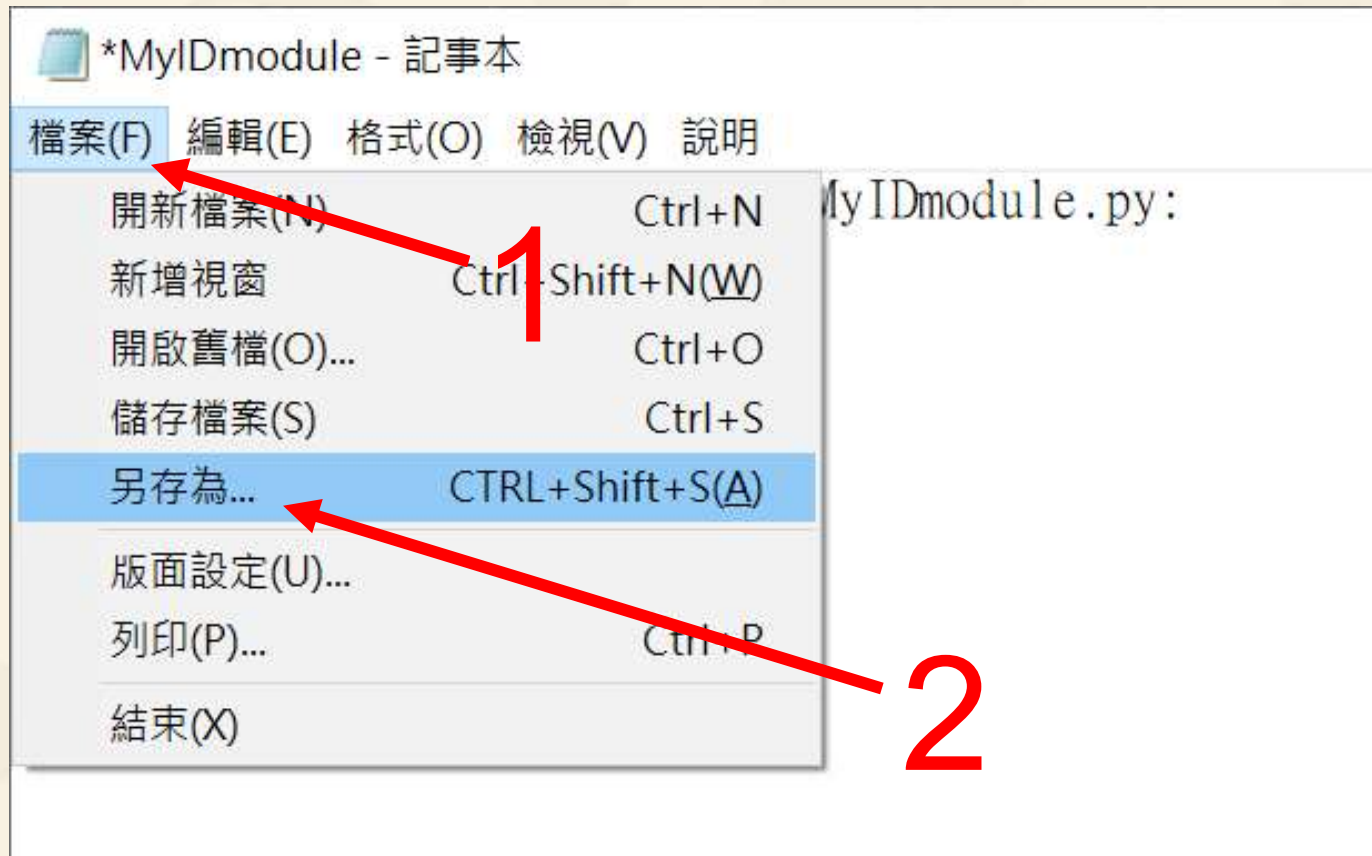 *MyIDmodule - 記事本
檔案(F) 編輯(E) 格式(O) 檢視(V) 說明
開新檔案(N) Ctrl+N
MyIDmodule.py:
新增視窗 Ctrl+Shift+N(W)
1
開啟舊檔(O)... Ctrl+O
儲存檔案(S) Ctrl+S
另存為... CTRL+Shift+S(A)
版面設定(U)...
列印(P)... Ctrl+P
2
結束(X)